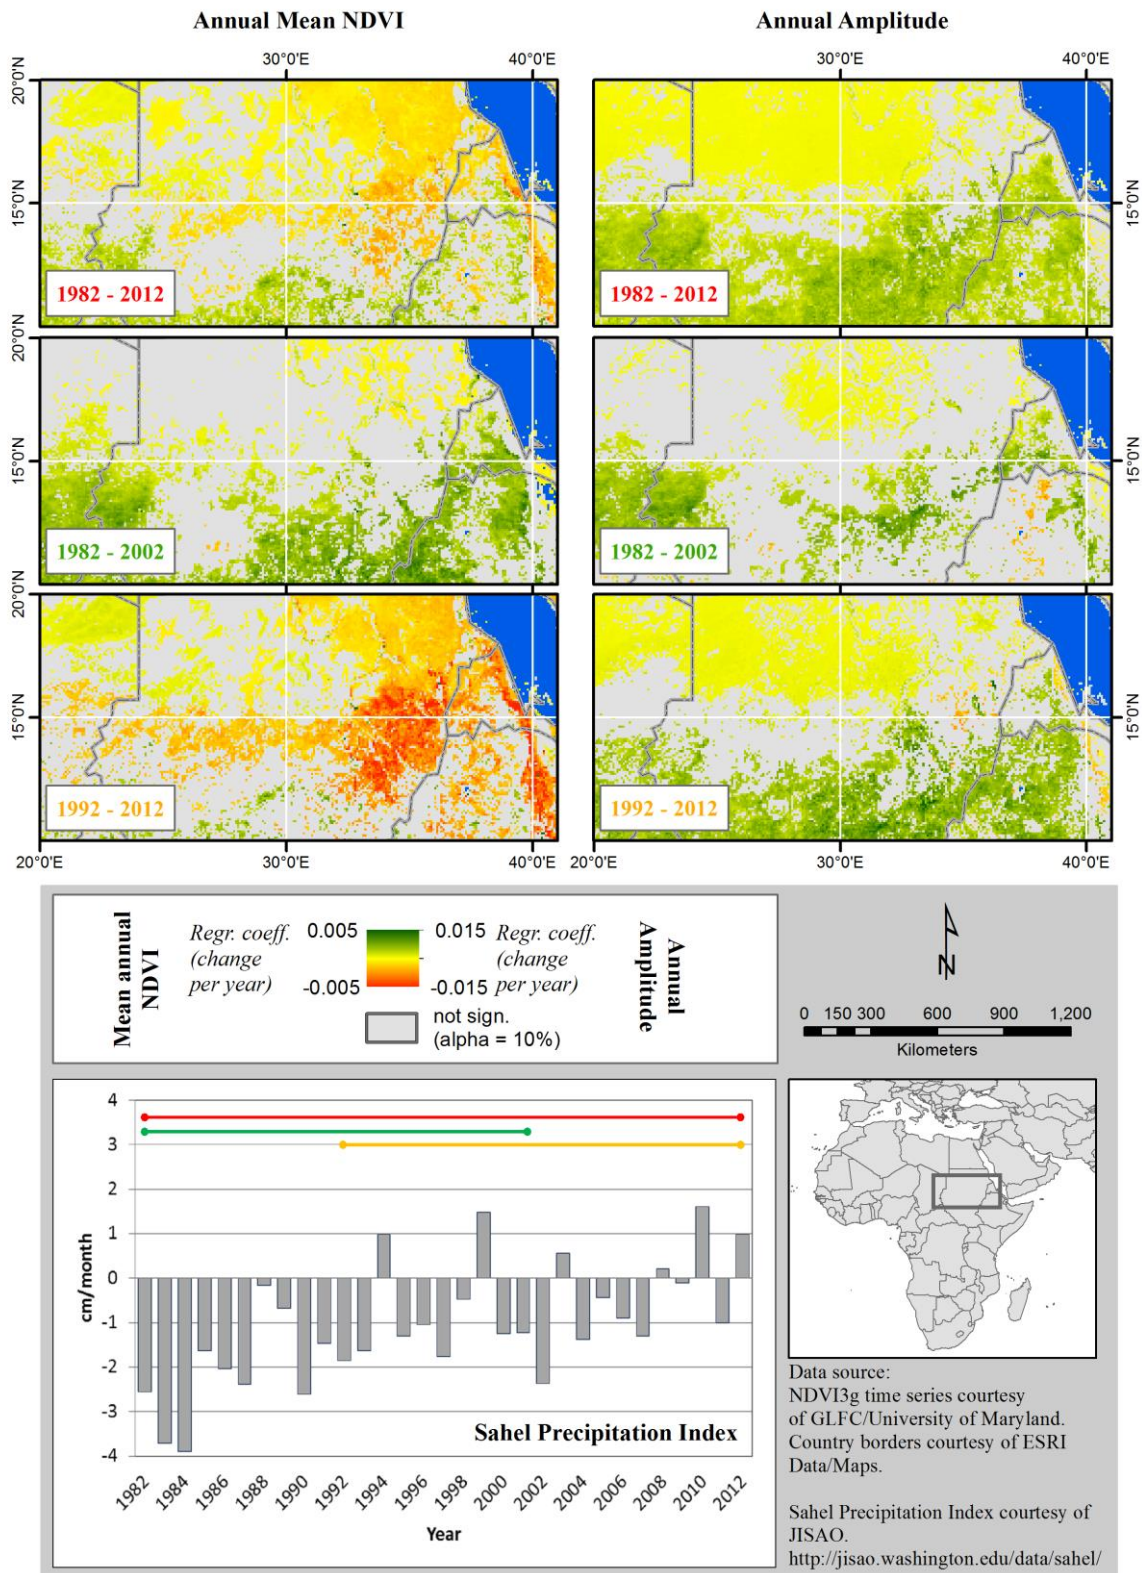 Annual Mean NDVI
Annual Amplitude
30°0'E
40°0'E
30°0'E
40°0'E
20°0'N
15°0'N
15°0'N
1982 - 2012
1982 - 2012
20°0'N
15°0'N
15°0'N
1982 - 2002
1982 - 2002
20°0'N
15°0'N
15°0'N
1992 - 2012
1992 - 2012
20°0'E
30°0'E
40°0'E
20°0'E
30°0'E
40°0'E
Mean annual
NDVI
Regr. coeff.
(change
per year)
0.005
-0.005
0.015
-0.015
Regr. coeff.
(change
per year)
Annual
Amplitude
not sign.
(alpha = 10%)
N
0 150 300 600 900 1,200
Kilometers
4
3
2
1
0
-1
-2
-3
-4
cm/month
Sahel Precipitation Index
1982 1984 1986 1988 1990 1992 1994 1996 1998 2000 2002 2004 2006 2008 2010 2012
Year
Data source:
NDVI3g time series courtesy
of GLFC/University of Maryland.
Country borders courtesy of ESRI
Data/Maps.
Sahel Precipitation Index courtesy of
JISAO.
http://jisao.washington.edu/data/sahel/